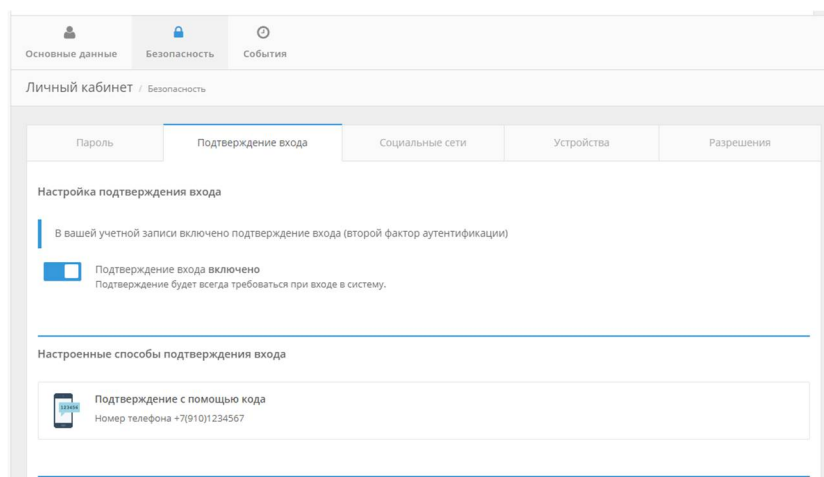 Основные данные
Безопасность
События
Личный кабинет / Безопасность
Пароль
Подтверждение входа
Социальные сети
Устройства
Разрешения
Настройка подтверждения входа
В вашей учетной записи включено подтверждение входа (второй фактор аутентификации)
Подтверждение входа включено
Подтверждение будет всегда требоваться при входе в систему.
Настроенные способы подтверждения входа
123456
Подтверждение с помощью кода
Номер телефона +7(910)1234567